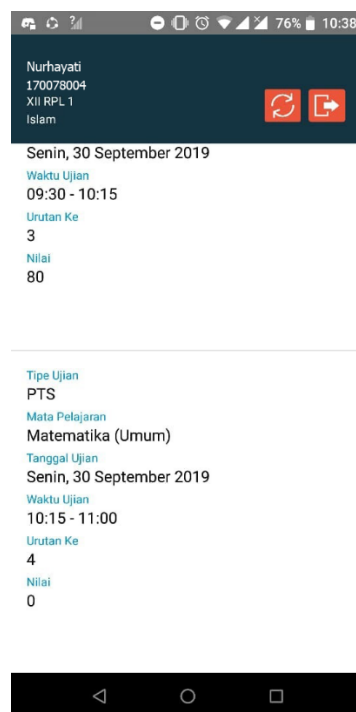 76% 10:38
Nurhayati
170078004
XII RPL 1
Islam
Senin, 30 September 2019
Waktu Ujian
09:30 - 10:15
Urutan Ke
3
Nilai
80
Tipe Ujian
PTS
Mata Pelajaran
Matematika (Umum)
Tanggal Ujian
Senin, 30 September 2019
Waktu Ujian
10:15 - 11:00
Urutan Ke
4
Nilai
0